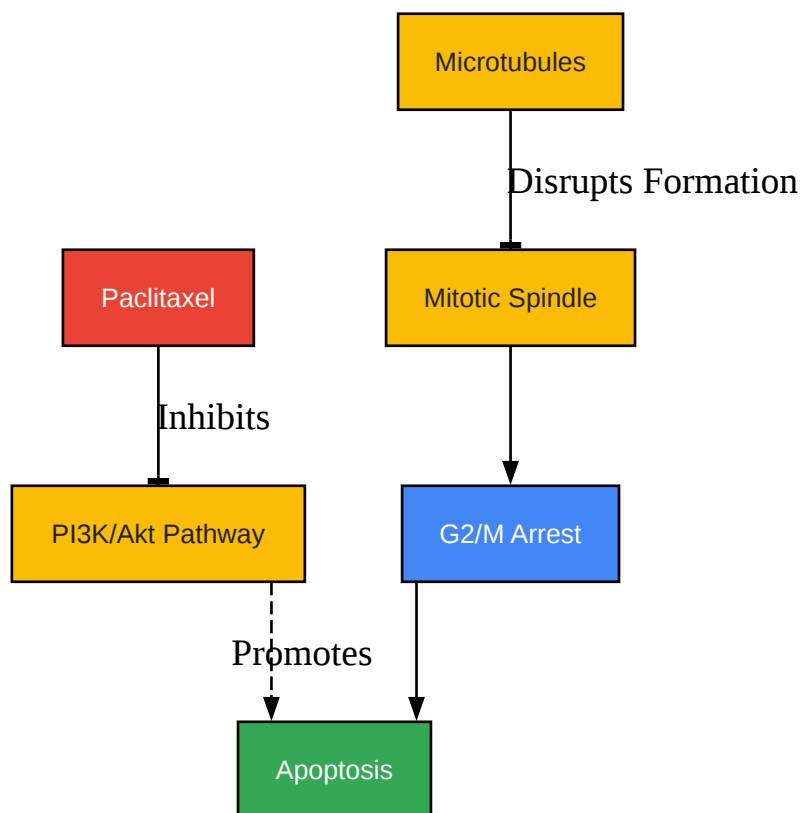 Microtubules
Disrupts Formation
Paclitaxel
Mitotic Spindle
Inhibits
PI3K/Akt Pathway
G2/M Arrest
Promotes
Apoptosis